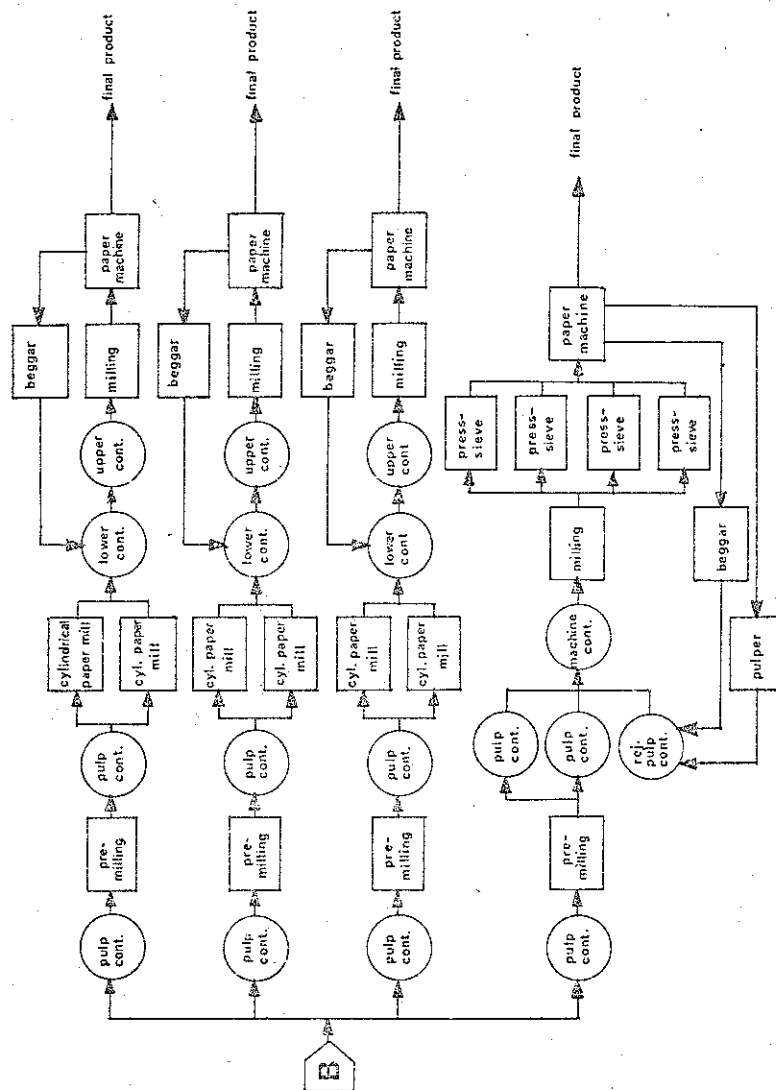 B
pulp
cont.
pre-
milling
pulp
cont.
cylindrical
paper mill
cyl. paper
mill
lower
cont.
upper
cont.
beggar
milling
paper
machine
final product
pulp
cont.
pre-
milling
pulp
cont.
cyl. paper
mill
cyl. paper
mill
lower
cont.
upper
cont.
beggar
milling
paper
machine
final product
pulp
cont.
pre-
milling
pulp
cont.
cyl. paper
mill
cyl. paper
mill
lower
cont
upper
cont
baggar
milling
paper
machine
final product
pulp
cont.
pre-
milling
pulp
cont.
pulp
cont.
rej.
pulp
cont.
machine
cont.
milling
press-
sieve
press-
sieve
press-
sieve
press-
sieve
paper
machine
final product
beggar
pulper